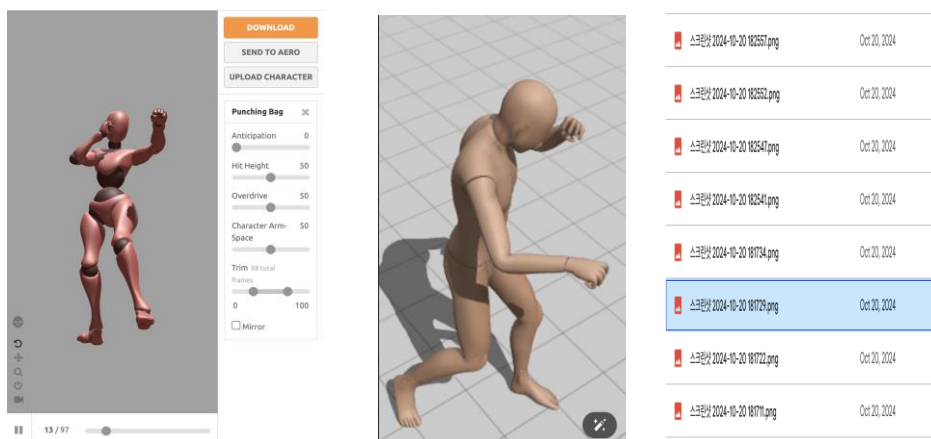 DOWNLOAD
SEND TO AERO
UPLOAD CHARACTER
Punching Bag
Anticipation 0
Hit Height 50
Overdrive 50
Character Arm- 50
Space
Trim 98 total
frames
0 100
Mirror
13 / 97
스크린샷 2024-10-20 182557.png Oct 20, 2024
스크린샷 2024-10-20 182552.png Oct 20, 2024
스크린샷 2024-10-20 182547.png Oct 20, 2024
스크린샷 2024-10-20 182541.png Oct 20, 2024
스크린샷 2024-10-20 181734.png Oct 20, 2024
스크린샷 2024-10-20 181729.png Oct 20, 2024
스크린샷 2024-10-20 181722.png Oct 20, 2024
스크린샷 2024-10-20 181711.png Oct 20, 2024